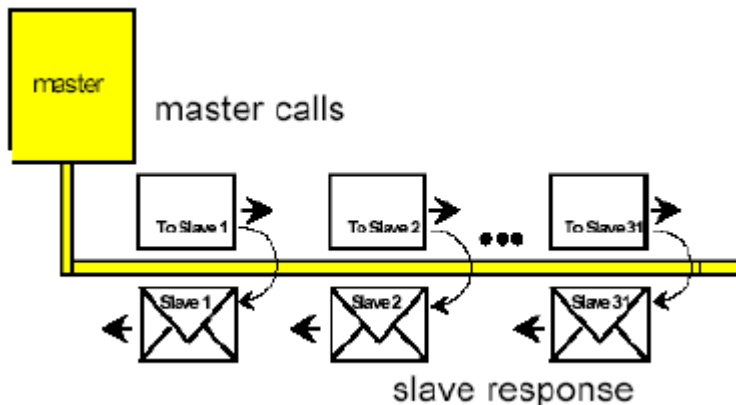 master
master calls
To Slave 1
To Slave 2
To Slave 31
Slave 1
Slave 2
Slave 31
slave response